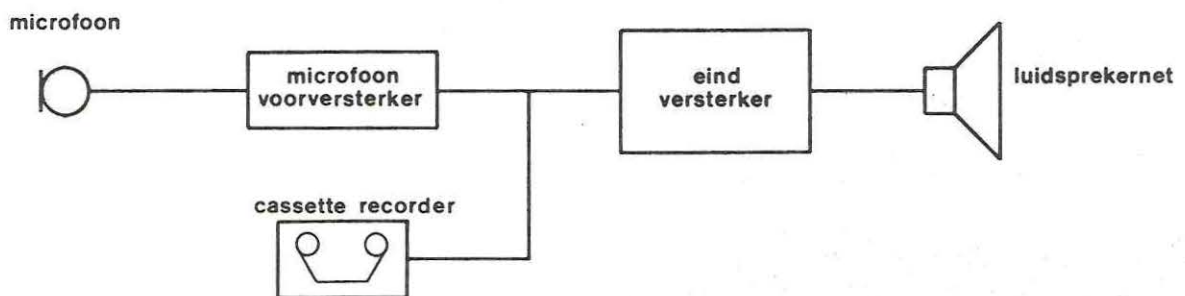 microfoon
microfoon
voorversterker
eind
versterker
luidsprekernet
cassette recorder